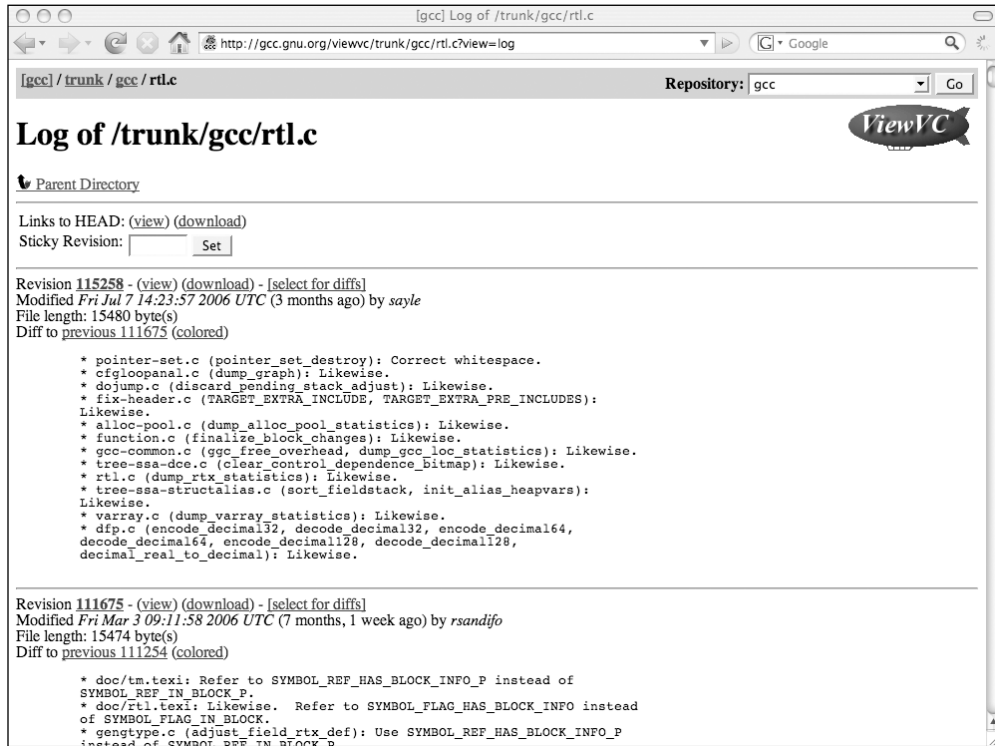 [gcc] Log of /trunk/gcc/rtl.c
http://gcc.gnu.org/viewvc/trunk/gcc/rtl.c?view=log
G Google
[gcc] / trunk / gcc / rtl.c
Repository: gcc Go
Log of /trunk/gcc/rtl.c
ViewVC
Parent Directory
Links to HEAD: (view) (download)
Sticky Revision: Set
Revision 115258 - (view) (download) - [select for diffs]
Modified Fri Jul 7 14:23:57 2006 UTC (3 months ago) by sayle
File length: 15480 byte(s)
Diff to previous 111675 (colored)
* pointer-set.c (pointer_set_destroy): Correct whitespace.
* cfgloopanal.c (dump_graph): Likewise.
* dojump.c (discard_pending_stack_adjust): Likewise.
* fix-header.c (TARGET_EXTRA_INCLUDE, TARGET_EXTRA_PRE_INCLUDES):
Likewise.
* alloc-pool.c (dump_alloc_pool_statistics): Likewise.
* function.c (finalize_block_changes): Likewise.
* gcc-common.c (ggc_free_overhead, dump_gcc_loc_statistics): Likewise.
* tree-ssa-dce.c (clear_control_dependence_bitmap): Likewise.
* rtl.c (dump_rtx_statistics): Likewise.
* tree-ssa-structalias.c (sort_fieldstack, init_alias_heapvars):
Likewise.
* varray.c (dump_varray_statistics): Likewise.
* dfp.c (encode_decimal32, decode_decimal32, encode_decimal64,
decode_decimal64, encode_decimal128, decode_decimal128,
decimal_real_to_decimal): Likewise.
Revision 111675 - (view) (download) - [select for diffs]
Modified Fri Mar 3 09:11:58 2006 UTC (7 months, 1 week ago) by rsandifo
File length: 15474 byte(s)
Diff to previous 111254 (colored)
* doc/tm.texi: Refer to SYMBOL_REF_HAS_BLOCK_INFO_P instead of
SYMBOL_REF_IN_BLOCK_P.
* doc/rtl.texi: Likewise. Refer to SYMBOL_FLAG_HAS_BLOCK_INFO instead
of SYMBOL_FLAG_IN_BLOCK.
* gengtype.c (adjust_field_rtx_def): Use SYMBOL_REF_HAS_BLOCK_INFO_P
instead of SYMBOL_REF_IN_BLOCK_P.